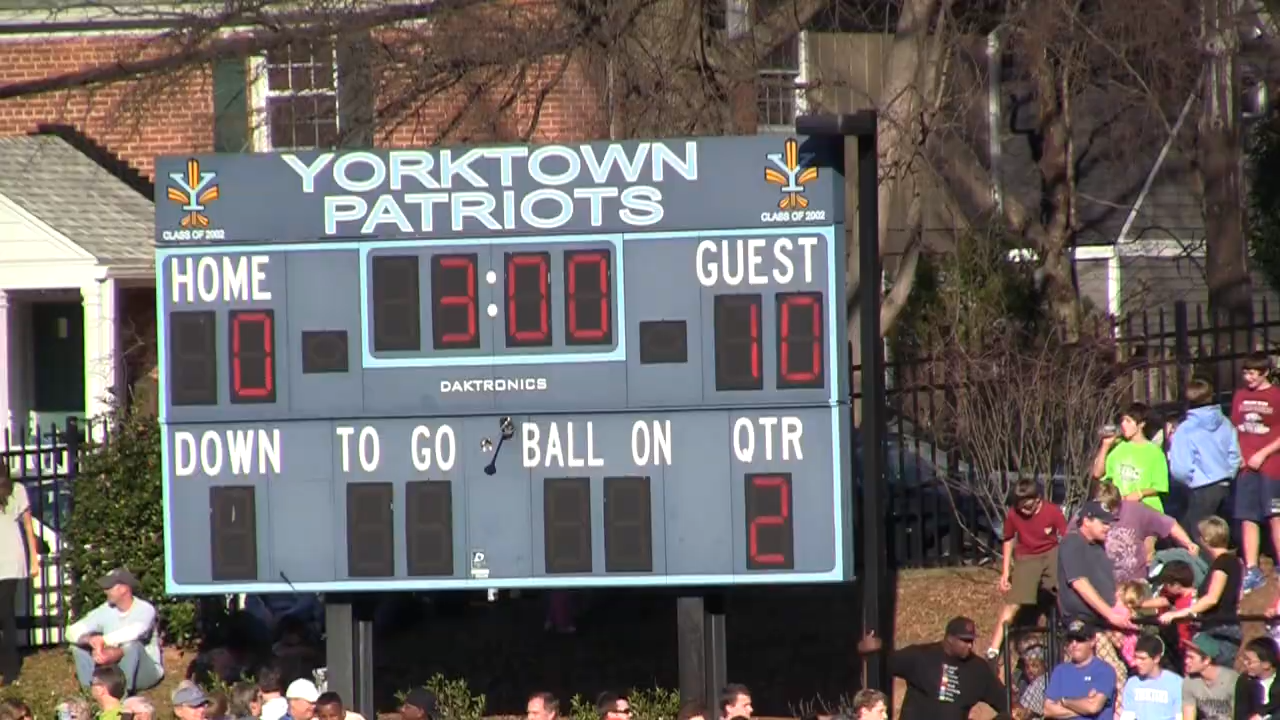 YORKTOWN
PATRIOTS
CLASS OF 2002
CLASS OF 2002
HOME
3:00
GUEST
0
10
DAKTRONICS
DOWN
TO GO
BALL ON
QTR
2